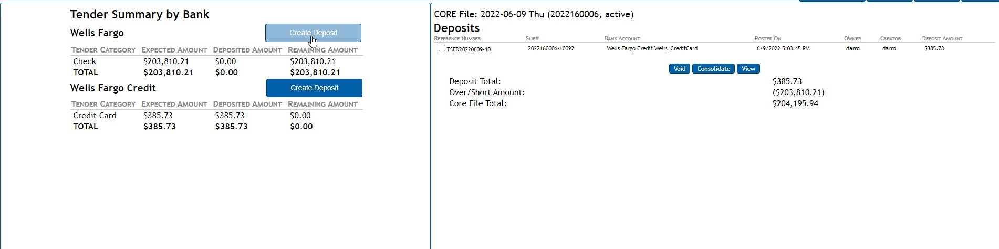 Tender Summary by Bank
Wells Fargo
Create Deposit
Tender Category Expected Amount Deposited Amount Remaining Amount
Check $203,810.21 $0.00 $203,810.21
TOTAL $203,810.21 $0.00 $203,810.21
Wells Fargo Credit
Create Deposit
Tender Category Expected Amount Deposited Amount Remaining Amount
Credit Card $385.73 $385.73 $0.00
TOTAL $385.73 $385.73 $0.00
CORE File: 2022-06-09 Thu (2022160006, active)
Deposits
Reference Number Slip# Bank Account Posted On Owner Creator Deposit Amount
TSFD20220609-10 2022160006-10092 Wells Fargo Credit Wells_CreditCard 6/9/2022 5:03:45 PM darro darro $385.73
Void Consolidate View
Deposit Total: $385.73
Over/Short Amount: ($203,810.21)
Core File Total: $204,195.94